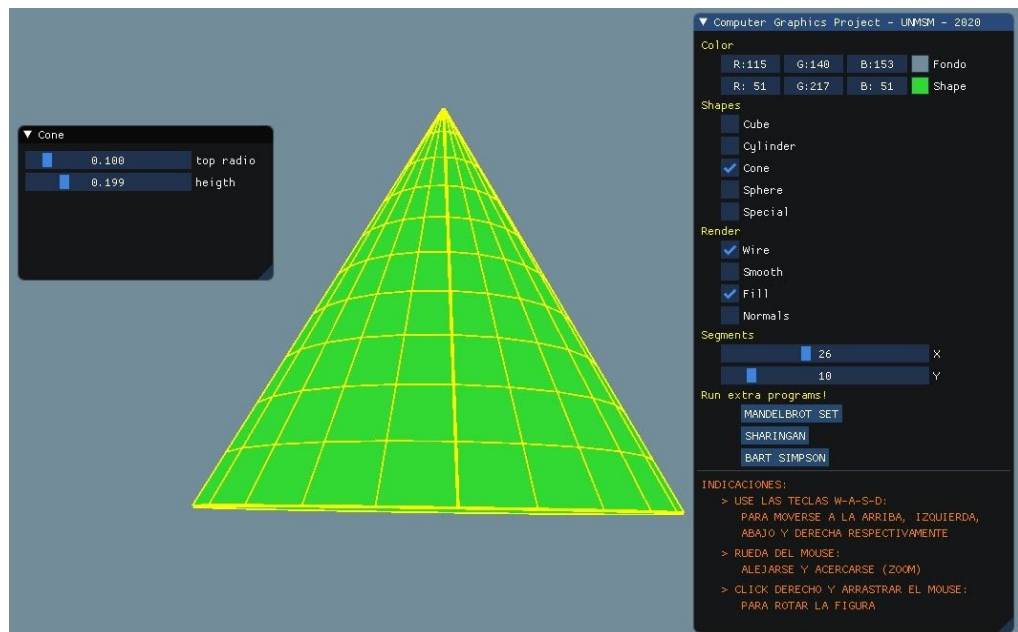 Cone
0.100 top radio
0.199 heigth
Computer Graphics Project - UNMSM - 2020
Color
R:115 G:140 B:153 Fondo
R: 51 G:217 B: 51 Shape
Shapes
Cube
Cylinder
Cone
Sphere
Special
Render
Wire
Smooth
Fill
Normals
Segments
26 X
10 Y
Run extra programs!
MANDELBROT SET
SHARINGAN
BART SIMPSON
INDICACIONES:
> USE LAS TECLAS W-A-S-D:
PARA MOVERSE A LA ARRIBA, IZQUIERDA,
ABAJO Y DERECHA RESPECTIVAMENTE
> RUEDA DEL MOUSE:
ALEJARSE Y ACERCARSE (ZOOM)
> CLICK DERECHO Y ARRASTRAR EL MOUSE:
PARA ROTAR LA FIGURA